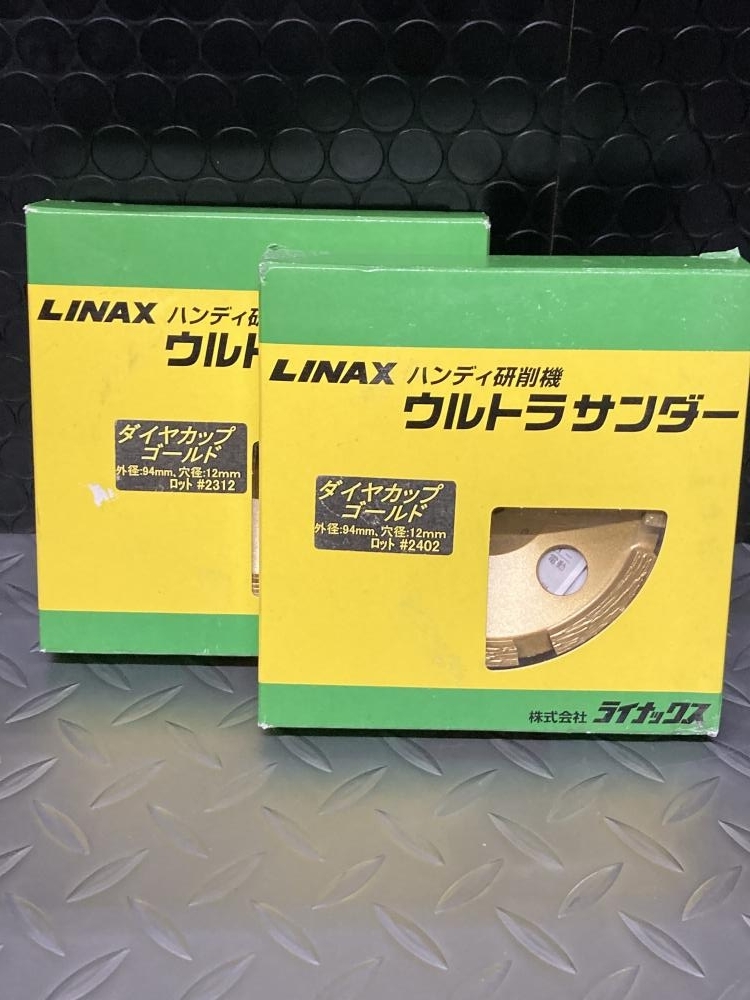 LINAX ハンディ研
ウルト
ダイヤカップ
ゴールド
外径:94mm、穴径:12mm
ロット #2312
LINAX ハンディ研削機
ウルトラサンダー
ダイヤカップ
ゴールド
外径:94mm、穴径:12mm
ロット #2402
電動
株式会社 ライナックス